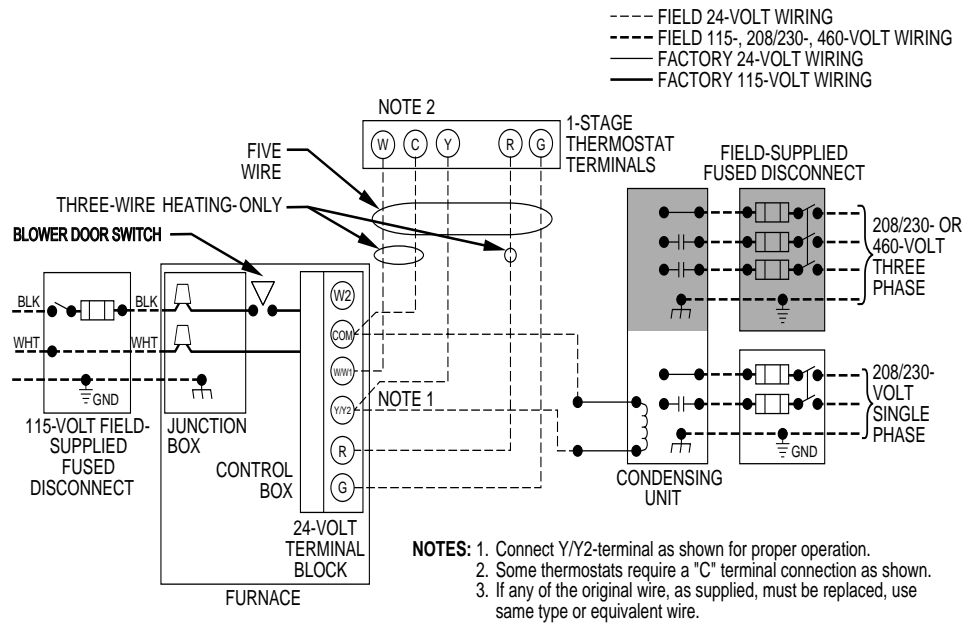 FIELD 24-VOLT WIRING
FIELD 115-, 208/230-, 460-VOLT WIRING
FACTORY 24-VOLT WIRING
FACTORY 115-VOLT WIRING
NOTE 2
W
C
Y
R
G
1-STAGE
THERMOSTAT
TERMINALS
FIVE
WIRE
THREE-WIRE HEATING-ONLY
BLOWER DOOR SWITCH
FIELD-SUPPLIED
FUSED DISCONNECT
208/230- OR
460-VOLT
THREE
PHASE
BLK
BLK
WHT
WHT
GND
W2
COM
W/W1
Y/Y2
R
G
NOTE 1
115-VOLT FIELD-
SUPPLIED
FUSED
DISCONNECT
JUNCTION
BOX
CONTROL
BOX
24-VOLT
TERMINAL
BLOCK
FURNACE
208/230-
VOLT
SINGLE
PHASE
GND
CONDENSING
UNIT
NOTES: 1. Connect Y/Y2-terminal as shown for proper operation.
2. Some thermostats require a "C" terminal connection as shown.
3. If any of the original wire, as supplied, must be replaced, use
same type or equivalent wire.